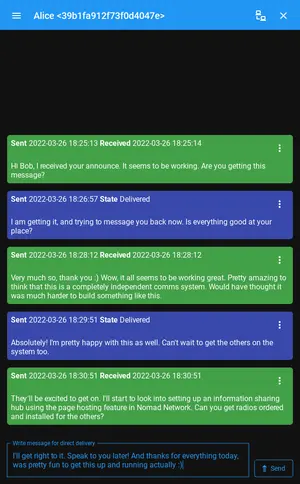 Alice <39b1fa912f73f0d4047e>
Sent 2022-03-26 18:25:13 Received 2022-03-26 18:25:14
Hi Bob, I received your announce. It seems to be working. Are you getting this
message?
Sent 2022-03-26 18:26:57 State Delivered
I am getting it, and trying to message you back now. Is everything good at your
place?
Sent 2022-03-26 18:28:12 Received 2022-03-26 18:28:12
Very much so, thank you :) Wow, it all seems to be working great. Pretty amazing to
think that this is a completely independent comms system. Would have thought it
was much harder to build something like this.
Sent 2022-03-26 18:29:51 State Delivered
Absolutely! I'm pretty happy with this as well. Can't wait to get the others on the
system too.
Sent 2022-03-26 18:30:51 Received 2022-03-26 18:30:51
They'll be excited to get on. I'll start to look into setting up an information sharing
hub using the page hosting feature in Nomad Network. Can you get radios ordered
and installed for the others?
Write message for direct delivery
I'll get right to it. Speak to you later! And thanks for everything today,
was pretty fun to get this up and running actually :)
Send